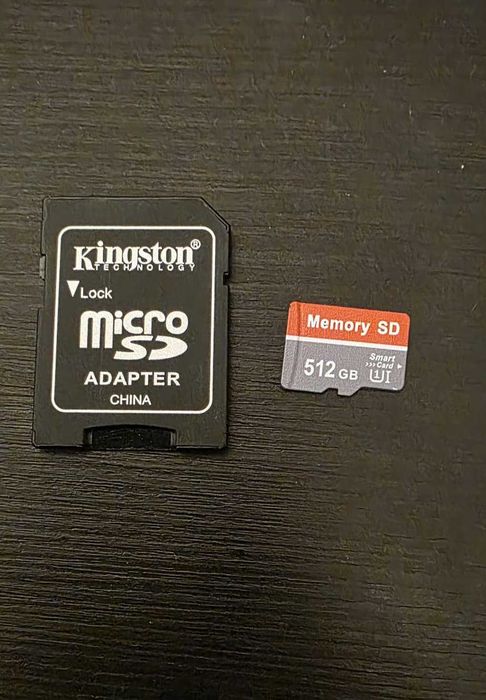 Kingston®
TECHNOLOGY
▼Lock
micro
SD
ADAPTER
CHINA
Memory SD
512 GB
Smart
>>>Card
U1 I